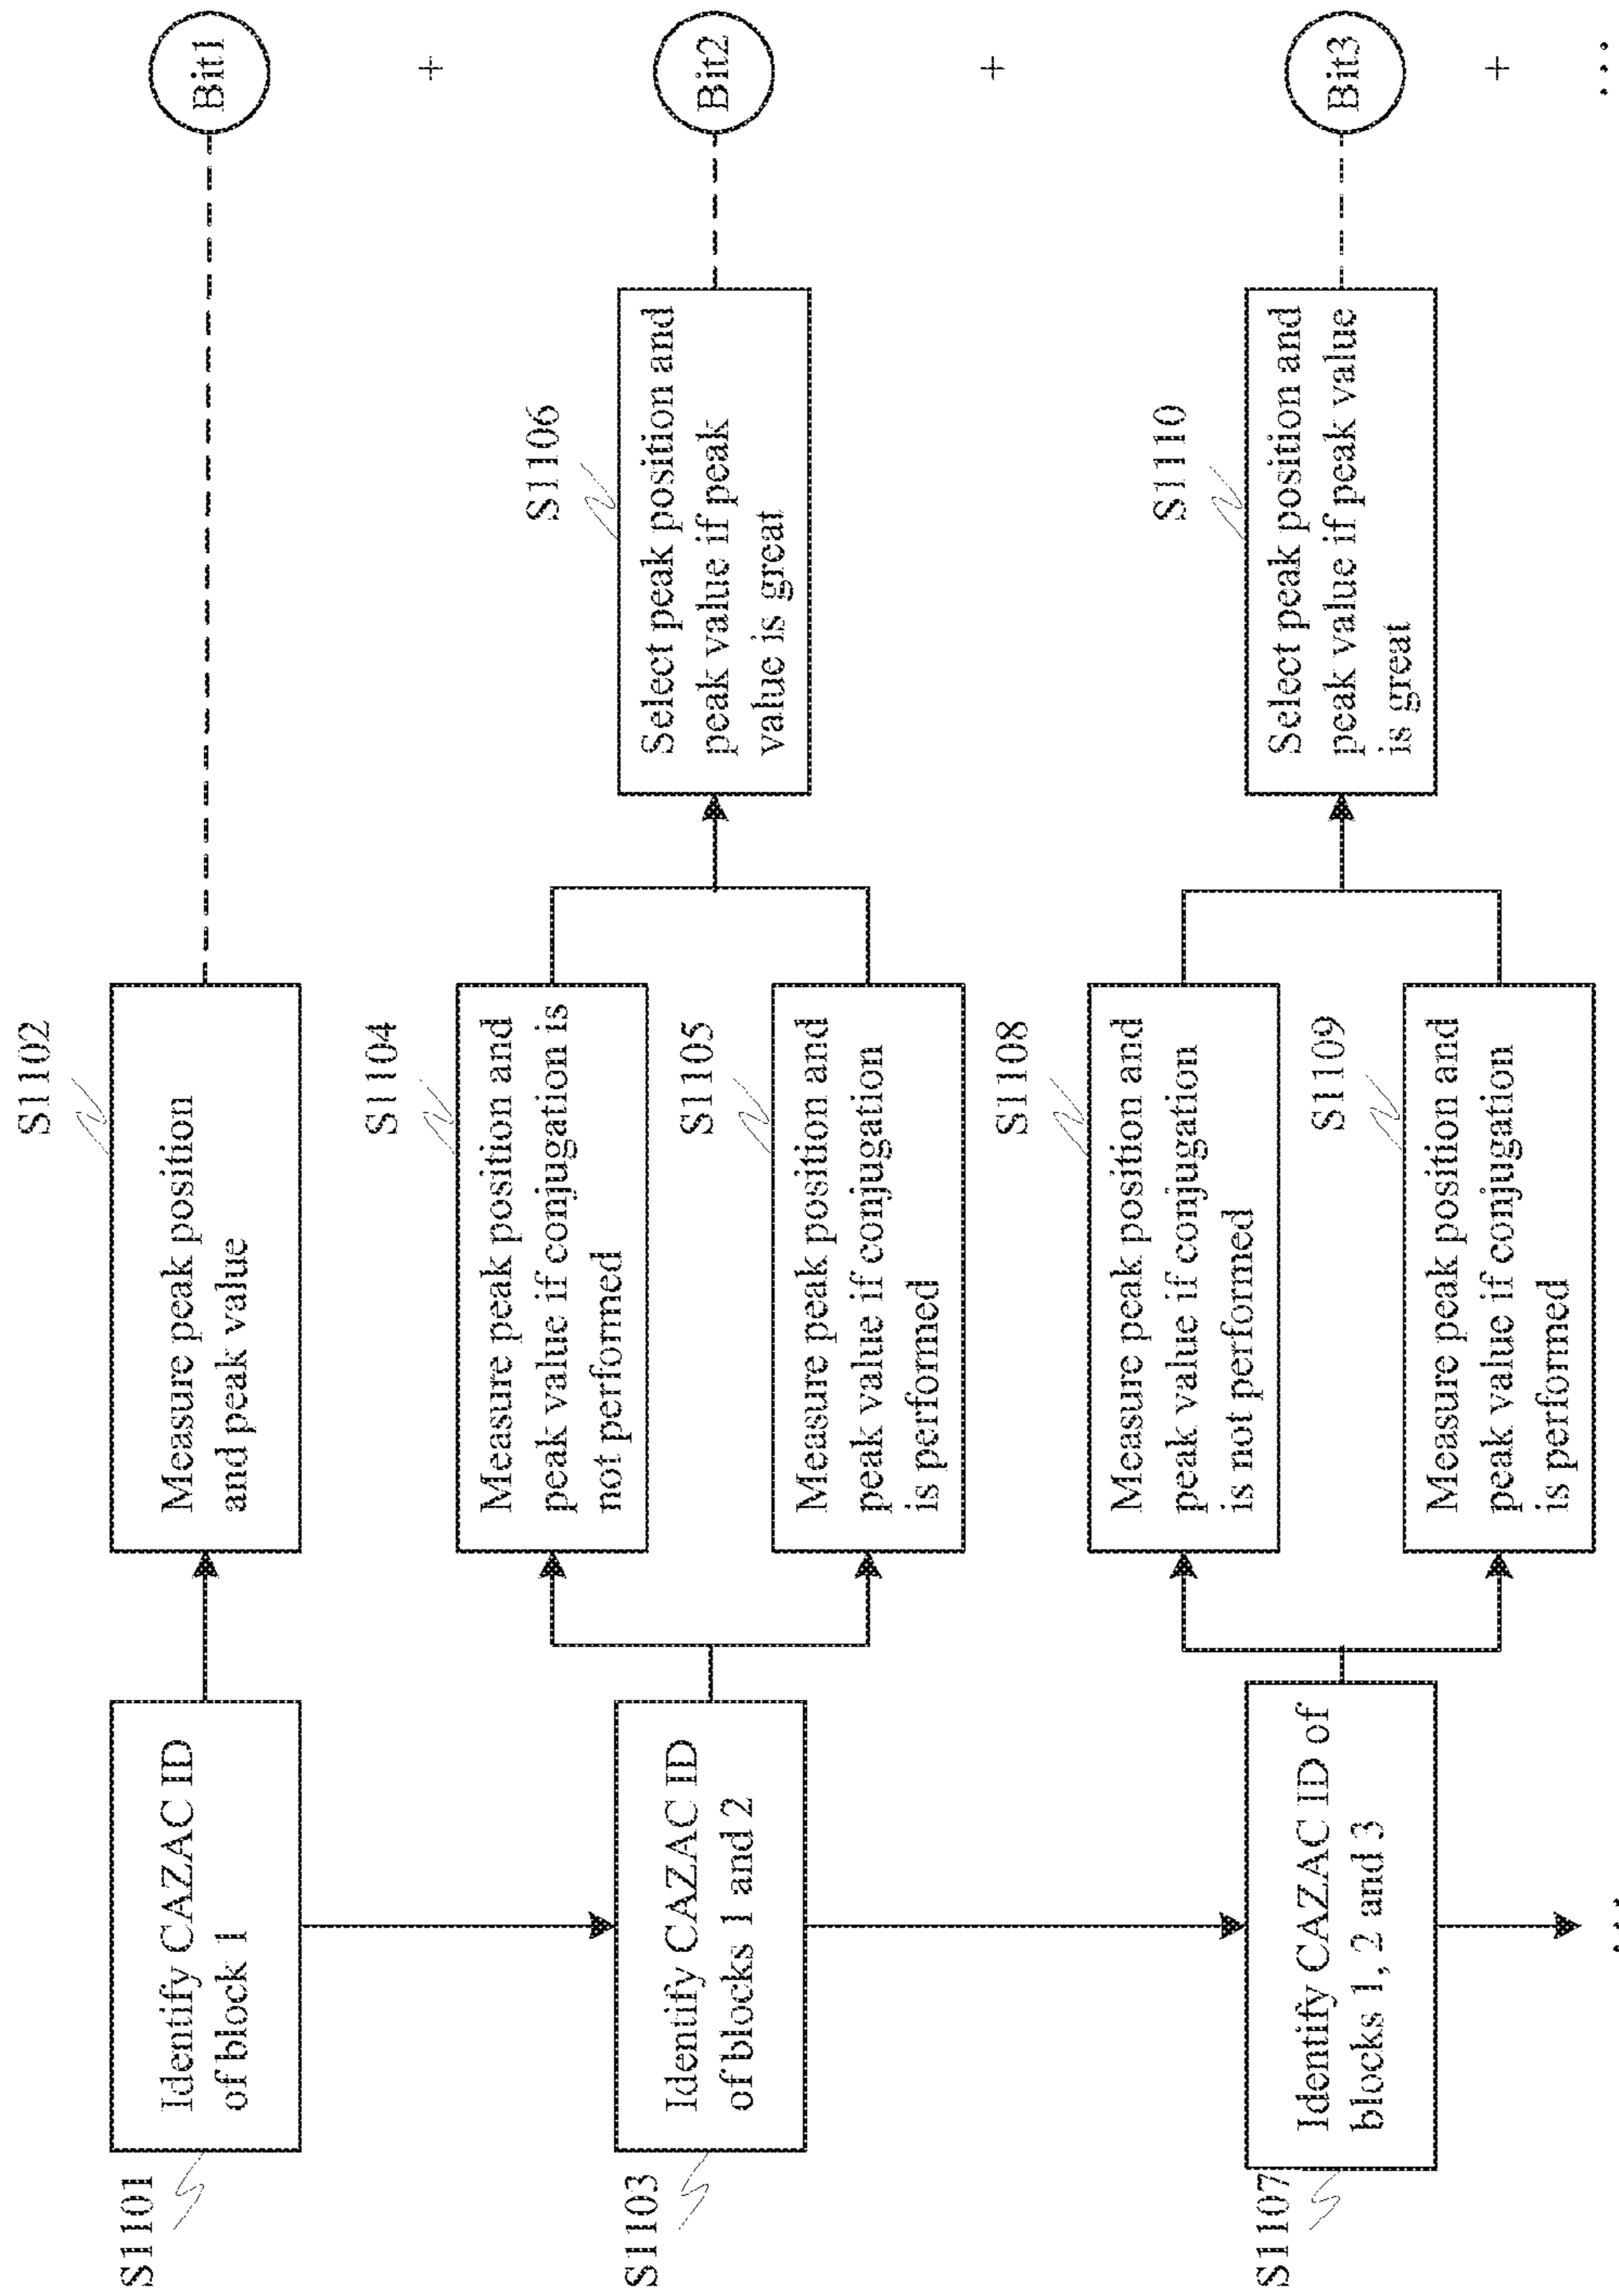 S1101
Identify CAZAC ID
of block 1
S1102
Measure peak position
and peak value
Bit1
+
S1103
Identify CAZAC ID
of blocks 1 and 2
S1104
Measure peak position and
peak value if conjugation is
not performed
S1105
Measure peak position and
peak value if conjugation
is performed
S1106
Select peak position and
peak value if peak
value is great
Bit2
+
S1107
Identify CAZAC ID of
blocks 1, 2 and 3
S1108
Measure peak position and
peak value if conjugation
is not performed
S1109
Measure peak position and
peak value if conjugation
is performed
S1110
Select peak position and
peak value if peak value
is great
Bit3
+
...
...